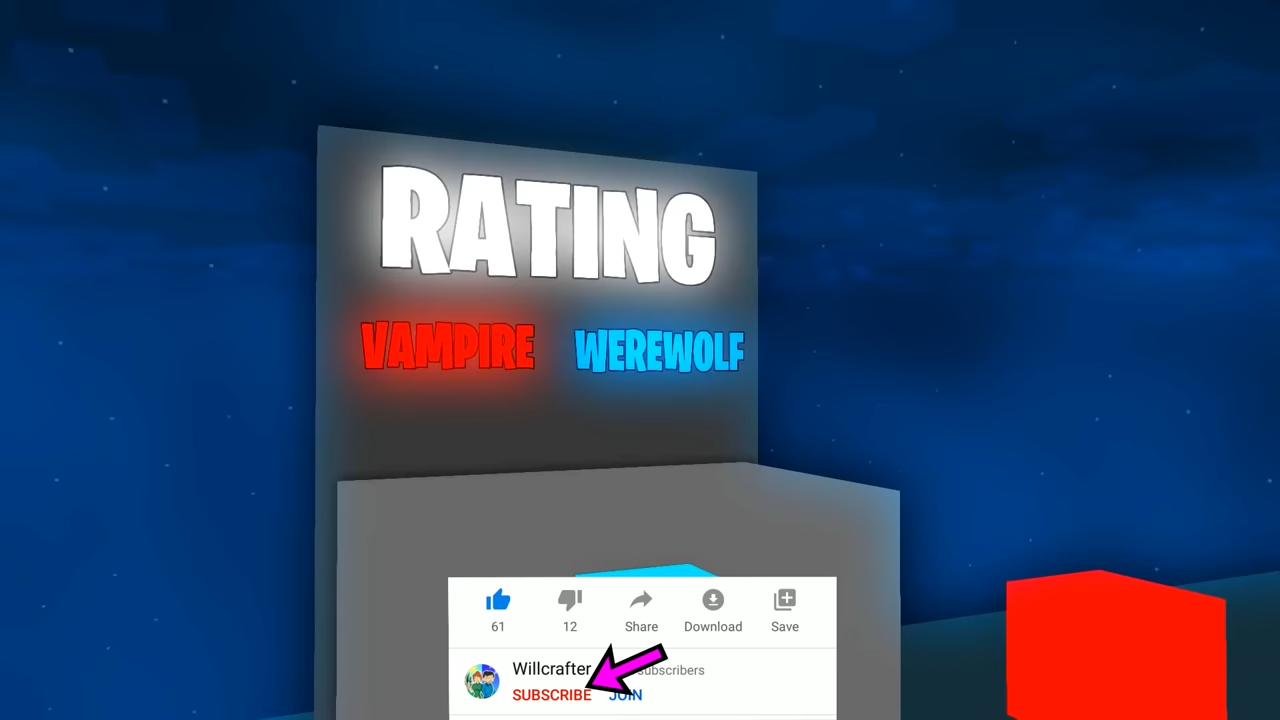 RATING
VAMPIRE WEREWOLF
61 12 Share Download Save
Willcrafter subscribers
SUBSCRIBE JOIN